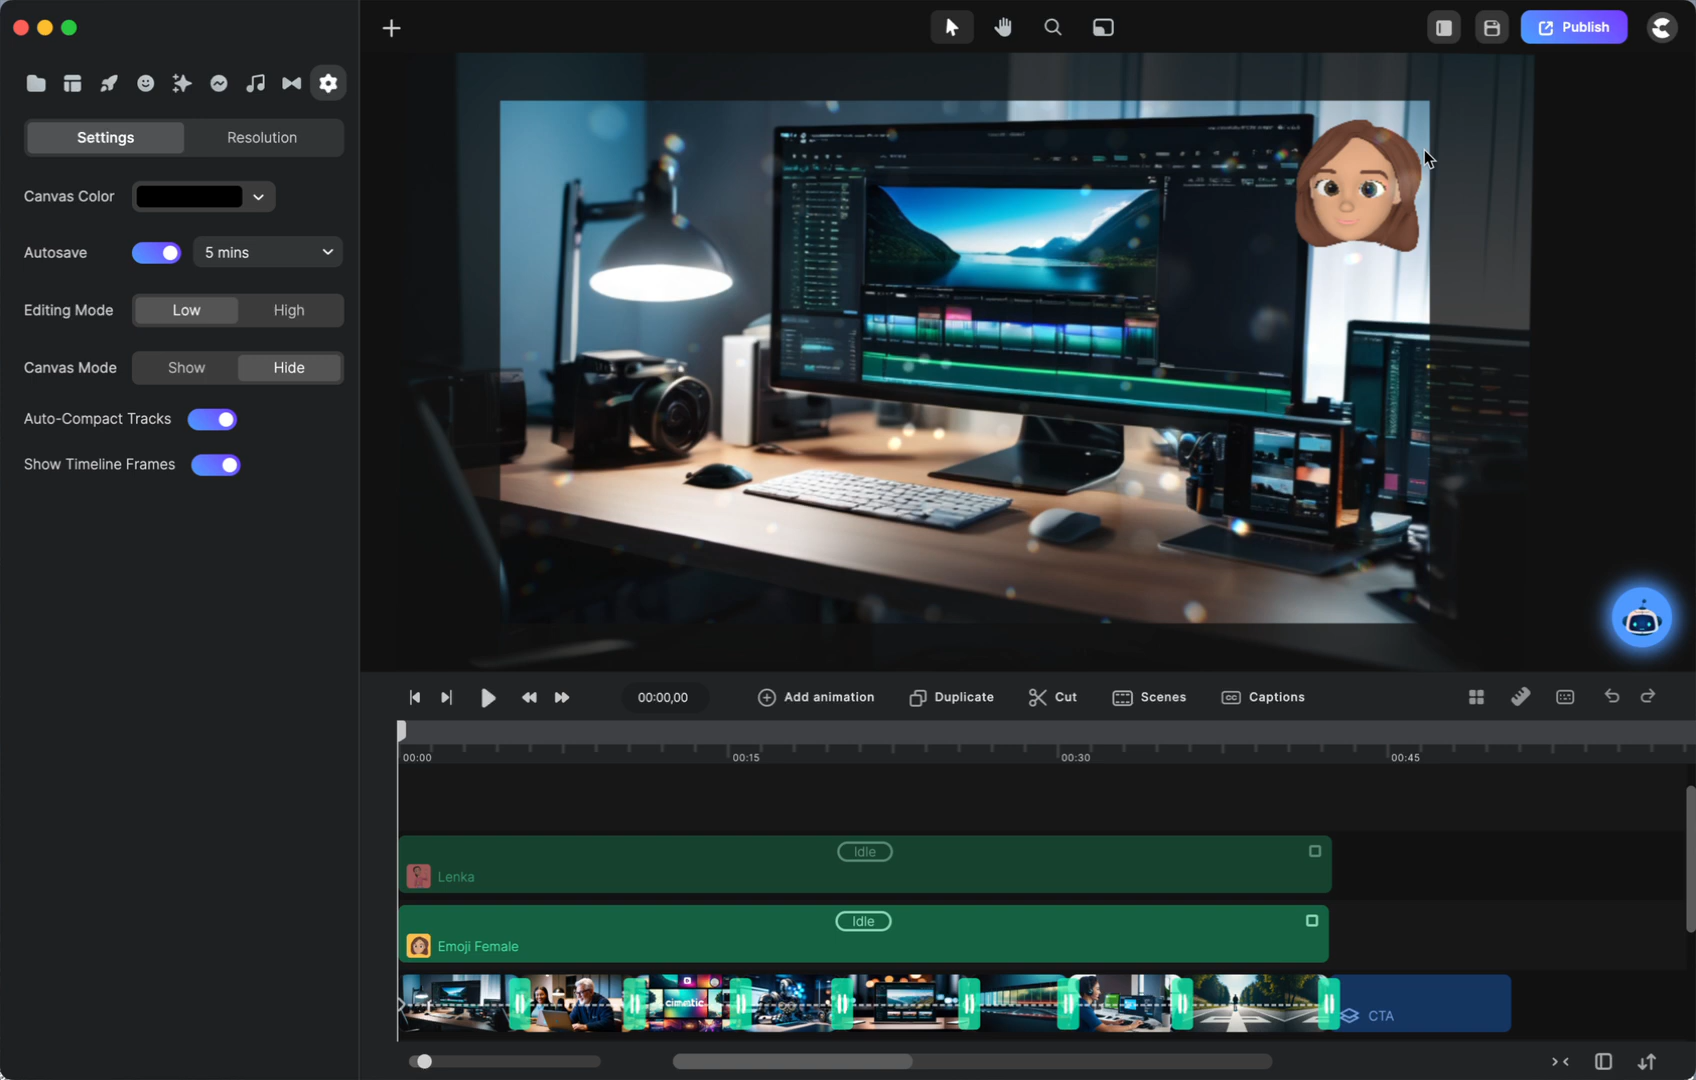 Publish
Settings
Resolution
Canvas Color
Autosave
5 mins
Editing Mode
Low
High
Canvas Mode
Show
Hide
Auto-Compact Tracks
Show Timeline Frames
00:00,00
Add animation
Duplicate
Cut
CC Captions
Scenes
00:00
00:15
00:30
00:45
Idle
Lenka
Idle
Emoji Female
cimmatic
CTA